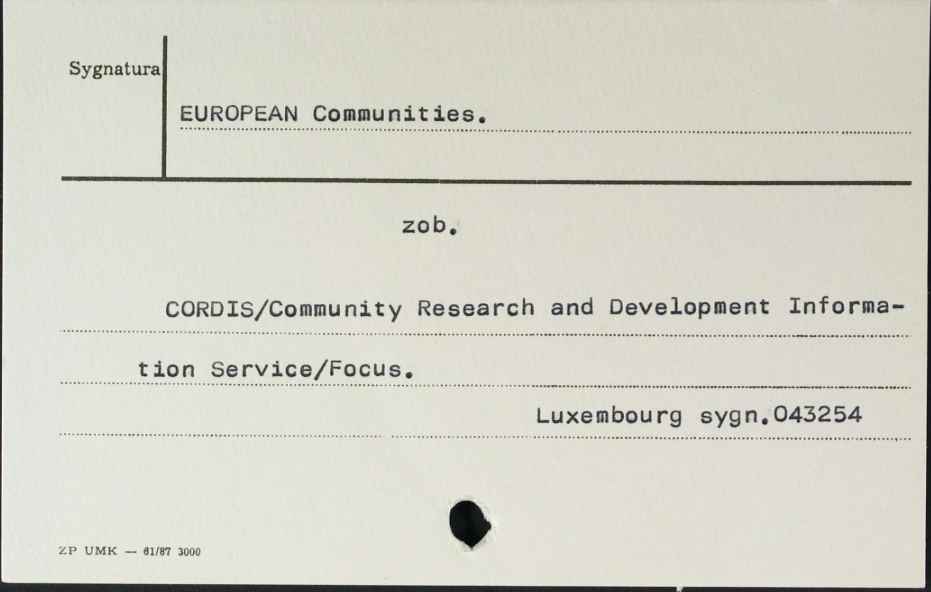 Sygnatura
EUROPEAN Communities.
zob.
CORDIS/Community Research and Development Informa-
tion Service/Focus.
Luxembourg sygn.043254
ZP UMK — 61/87 3000